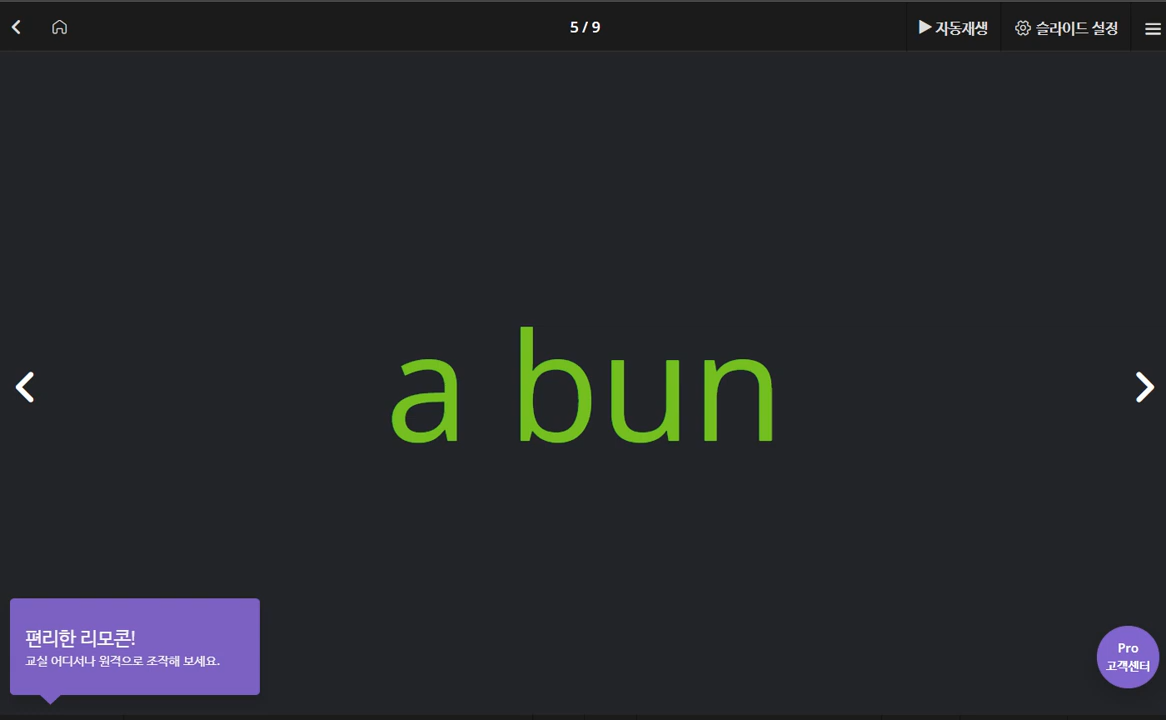 5 / 9
자동재생
슬라이드 설정
a bun
편리한 리모콘!
교실 어디서나 원격으로 조작해 보세요.
Pro
고객센터